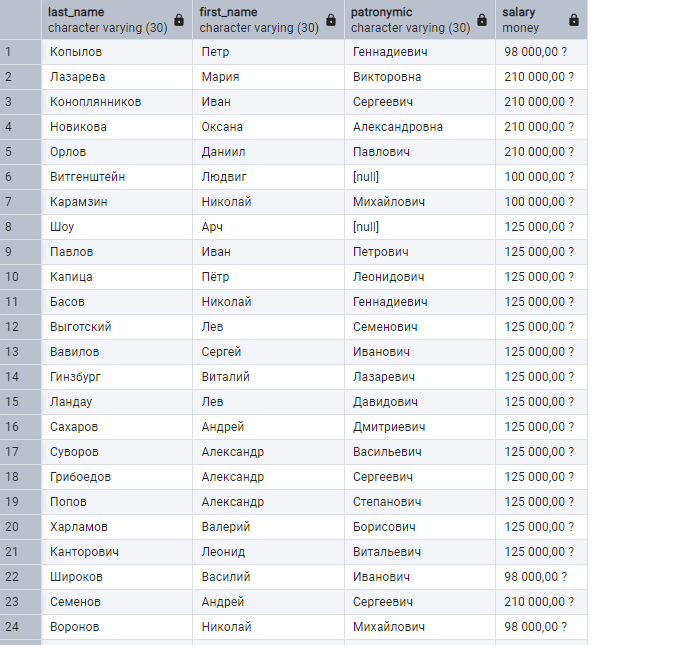 last_name first_name patronymic salary
character varying (30) character varying (30) character varying (30) money
1 Копылов Петр Геннадиевич 98 000,00 ?
2 Лазарева Мария Викторовна 210 000,00 ?
3 Коноплянников Иван Сергеевич 210 000,00 ?
4 Новикова Оксана Александровна 210 000,00 ?
5 Орлов Даниил Павлович 210 000,00 ?
6 Витгенштейн Людвиг [null] 100 000,00 ?
7 Карамзин Николай Михайлович 100 000,00 ?
8 Шоу Арч [null] 125 000,00 ?
9 Павлов Иван Петрович 125 000,00 ?
10 Капица Пётр Леонидович 125 000,00 ?
11 Басов Николай Геннадиевич 125 000,00 ?
12 Выготский Лев Семенович 125 000,00 ?
13 Вавилов Сергей Иванович 125 000,00 ?
14 Гинзбург Виталий Лазаревич 125 000,00 ?
15 Ландау Лев Давидович 125 000,00 ?
16 Сахаров Андрей Дмитриевич 125 000,00 ?
17 Суворов Александр Васильевич 125 000,00 ?
18 Грибоедов Александр Сергеевич 125 000,00 ?
19 Попов Александр Степанович 125 000,00 ?
20 Харламов Валерий Борисович 125 000,00 ?
21 Канторович Леонид Витальевич 125 000,00 ?
22 Широков Василий Иванович 98 000,00 ?
23 Семенов Андрей Сергеевич 210 000,00 ?
24 Воронов Николай Михайлович 98 000,00 ?